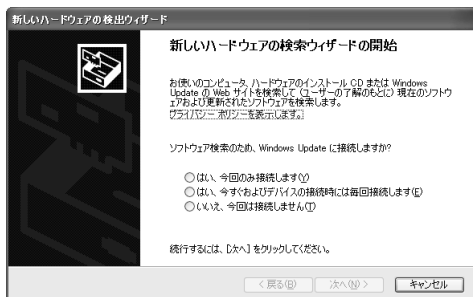 新しいハードウェアの検出ウィザード
新しいハードウェアの検索ウィザードの開始
お使いのコンピュータ、ハードウェアのインストール CD または Windows
Update の Web サイトを検索して (ユーザーの了解のもとに) 現在のソフトウ
ェアおよび更新されたソフトウェアを検索します。
プライバシー ポリシーを表示します。
ソフトウェア検索のため、Windows Update に接続しますか?
はい、今回のみ接続します(Y)
はい、今すぐおよびデバイスの接続時には毎回接続します(E)
いいえ、今回は接続しません(T)
続行するには、[次へ] をクリックしてください。
< 戻る(B)
次へ(N) >
キャンセル